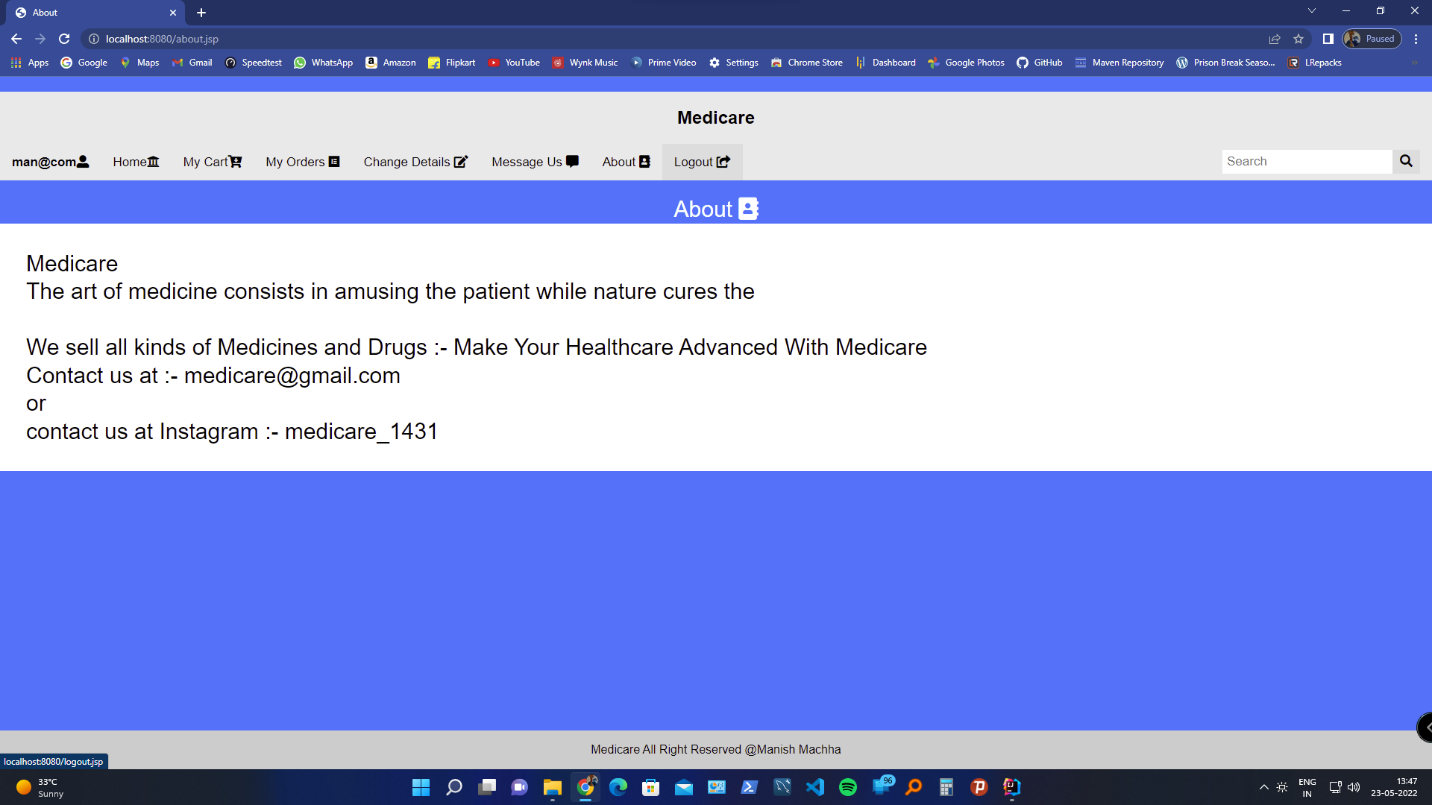 About
localhost:8080/about.jsp
Paused
Apps Google Maps Gmail Speedtest WhatsApp Amazon Flipkart YouTube Wynk Music Prime Video Settings Chrome Store Dashboard Google Photos GitHub Maven Repository Prison Break Seaso... LRepacks
Medicare
man@com Home My Cart My Orders Change Details Message Us About Logout Search
About
Medicare
The art of medicine consists in amusing the patient while nature cures the
We sell all kinds of Medicines and Drugs :- Make Your Healthcare Advanced With Medicare
Contact us at :- medicare@gmail.com
or
contact us at Instagram :- medicare_1431
Medicare All Right Reserved @Manish Machha
localhost:8080/logout.jsp
33°C
Sunny
96
ENG
IN
13:47
23-05-2022